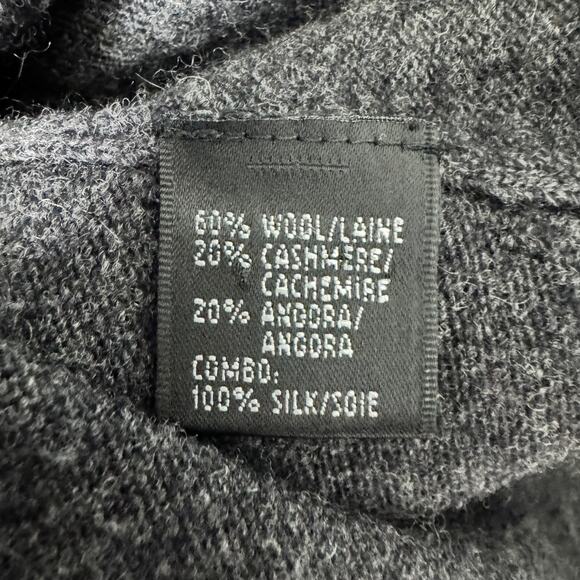 60% WOOL/LAINE
20% CASHMERE/
CACHEMIRE
20% ANGORA/
ANGORA
COMBO:
100% SILK/SOIE